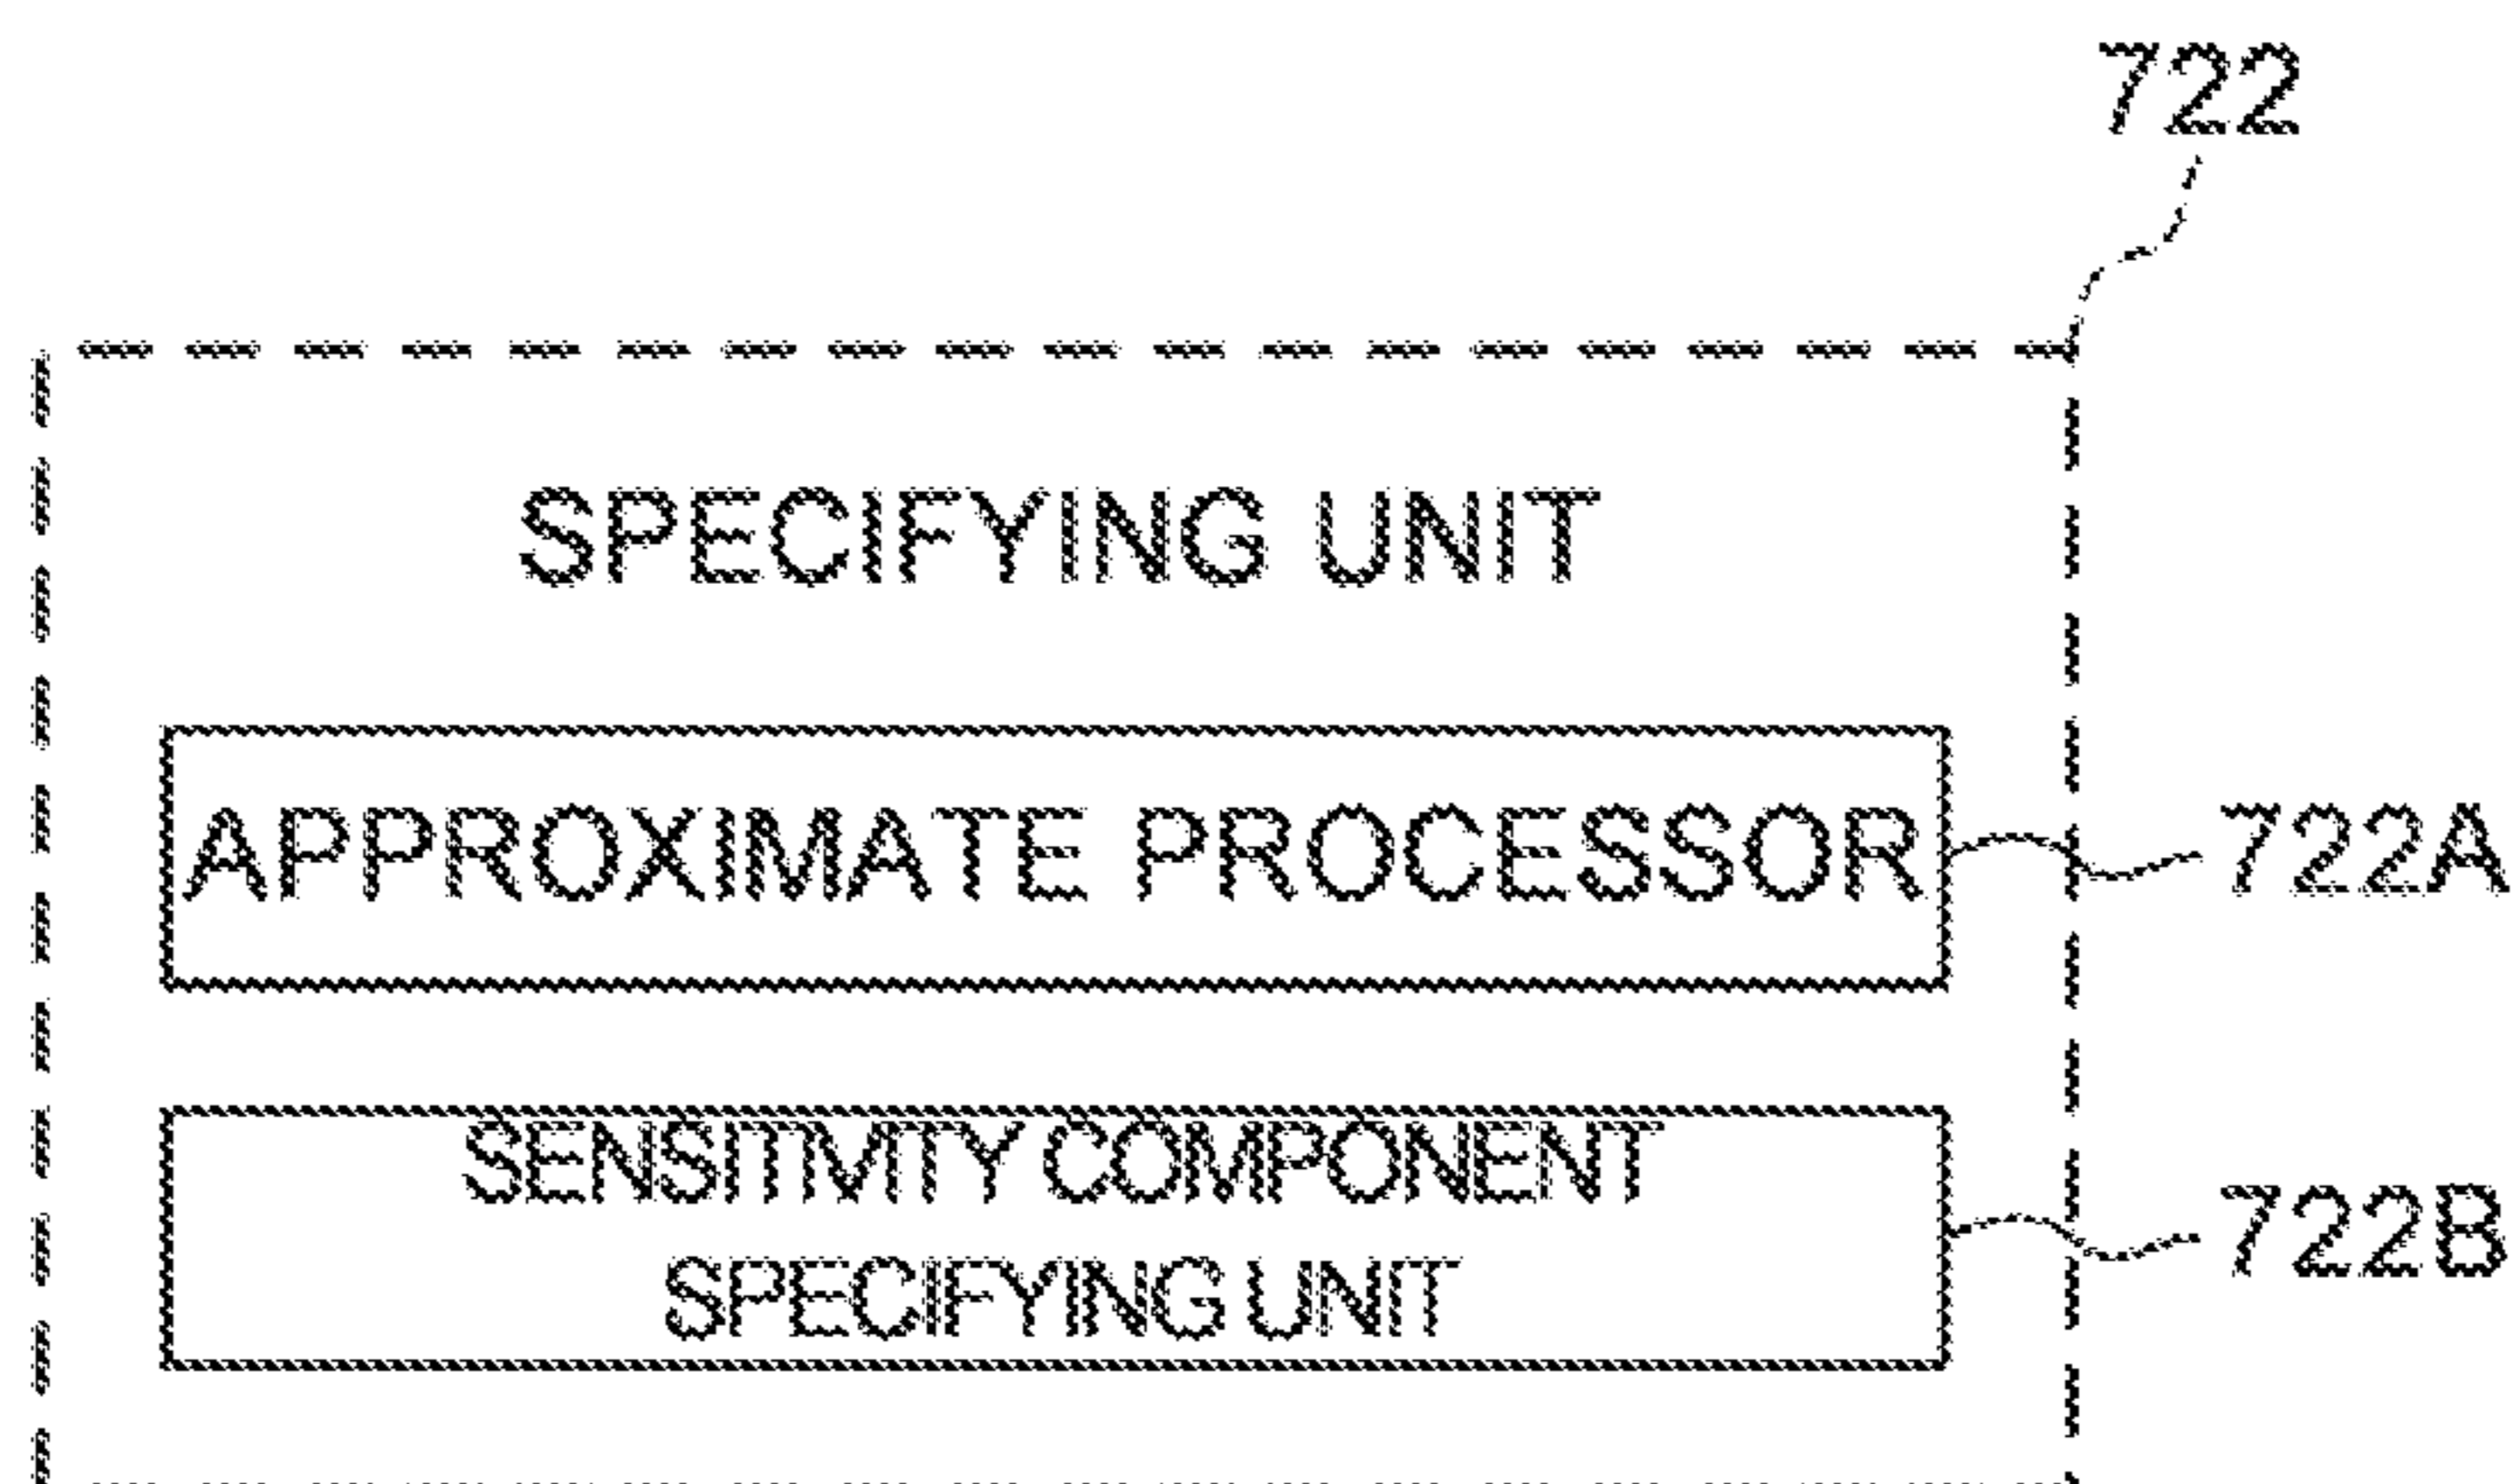 722
SPECIFYING UNIT
APPROXIMATE PROCESSOR
722A
SENSITIVITY COMPONENT
SPECIFYING UNIT
722B